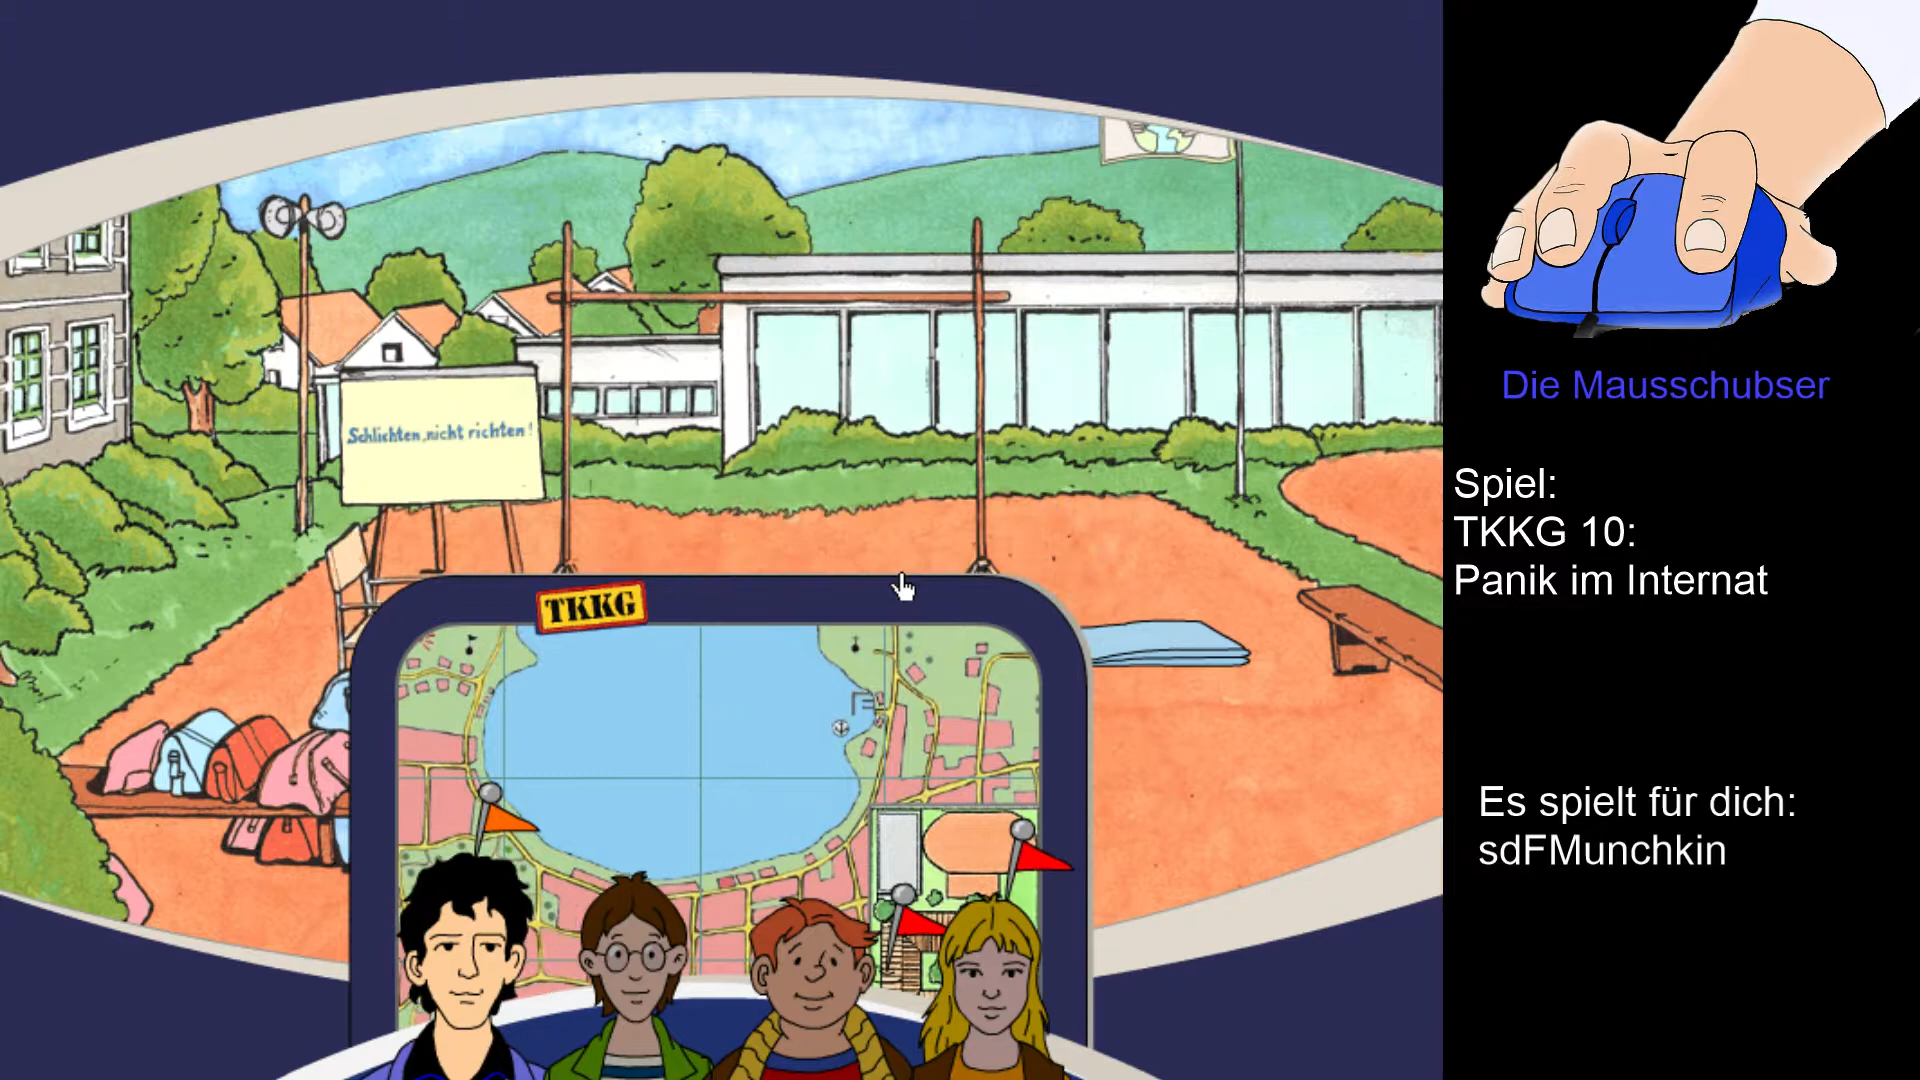 Schlichten, nicht richten!
TKKG
Die Mausschubser
Spiel:
TKKG 10:
Panik im Internat
Es spielt für dich:
sdFMunchkin